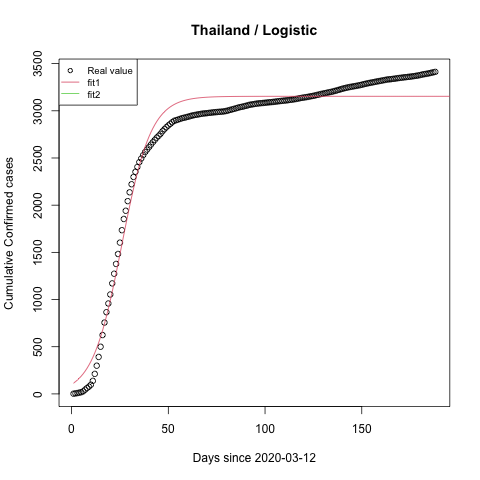 Thailand / Logistic
Real value
fit1
fit2
Cumulative Confirmed cases
0
500
1000
1500
2000
2500
3000
3500
0
50
100
150
Days since 2020-03-12